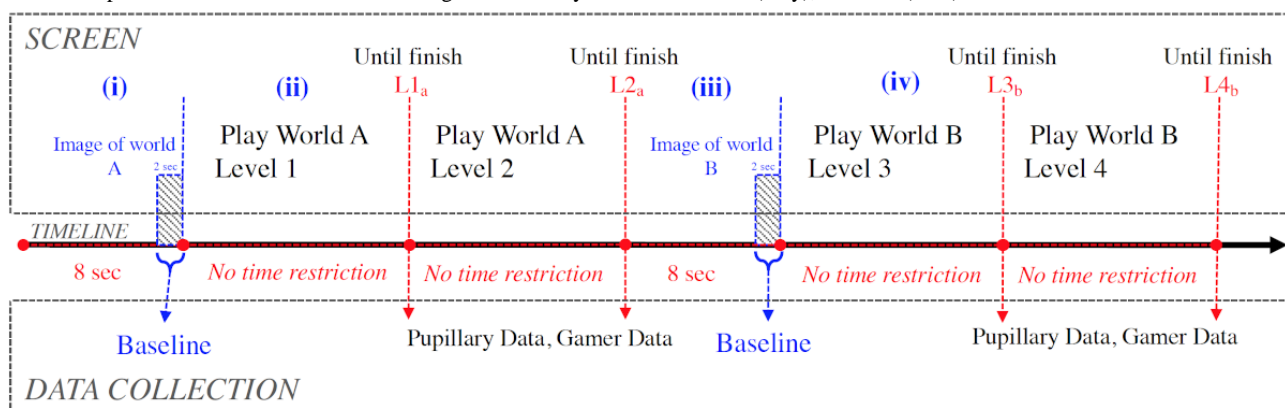 SCREEN
Until finish Until finish Until finish Until finish
(i) (ii) L1a L2a (iii) (iv) L3b L4b
Image of world A
2 sec
Play World A Level 1
Play World A Level 2
Image of world B
2 sec
Play World B Level 3
Play World B Level 4
TIMELINE
8 sec No time restriction No time restriction 8 sec No time restriction No time restriction
Baseline Pupillary Data, Gamer Data Baseline Pupillary Data, Gamer Data
DATA COLLECTION